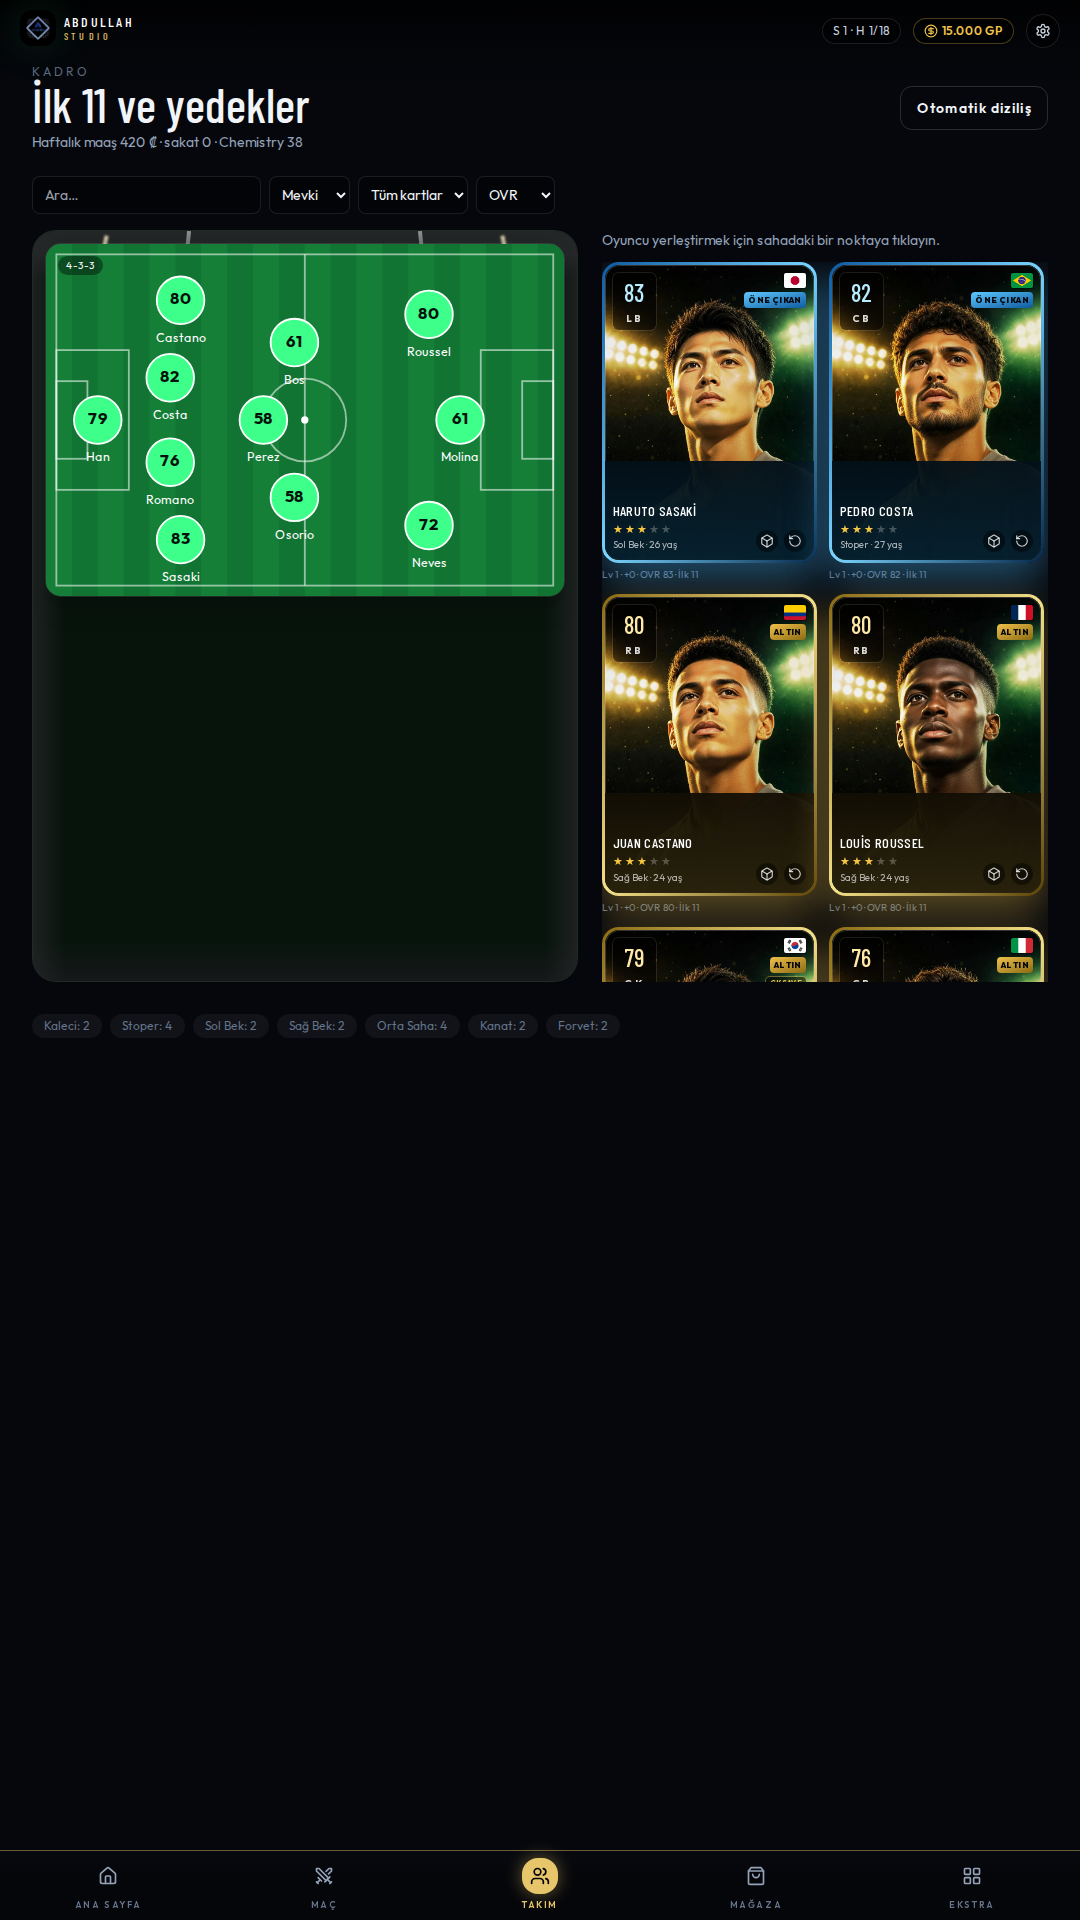 ABDULLAH
STUDIO
S 1 · H 1/18
15.000 GP
KADRO
İlk 11 ve yedekler
Otomatik diziliş
Haftalık maaş 420 ₡ · sakat 0 · Chemistry 38
Ara...
Mevki
Tüm kartlar
OVR
Oyuncu yerleştirmek için sahadaki bir noktaya tıklayın.
4-3-3
80
Castano
61
Bos
80
Roussel
82
Costa
79
Han
58
Perez
61
Molina
76
Romano
58
Osorio
72
Neves
83
Sasaki
83
LB
ÖNE ÇIKAN
HARUTO SASAKİ
★★★★★
Sol Bek · 26 yaş
Lv 1 · +0 · OVR 83 · İlk 11
82
CB
ÖNE ÇIKAN
PEDRO COSTA
★★★★★
Stoper · 27 yaş
Lv 1 · +0 · OVR 82 · İlk 11
80
RB
ALTIN
JUAN CASTANO
★★★★★
Sağ Bek · 24 yaş
Lv 1 · +0 · OVR 80 · İlk 11
80
RB
ALTIN
LOUİS ROUSSEL
★★★★★
Sağ Bek · 24 yaş
Lv 1 · +0 · OVR 80 · İlk 11
79
ALTIN
76
ALTIN
Kaleci: 2
Stoper: 4
Sol Bek: 2
Sağ Bek: 2
Orta Saha: 4
Kanat: 2
Forvet: 2
ANA SAYFA
MAÇ
TAKIM
MAĞAZA
EKSTRA